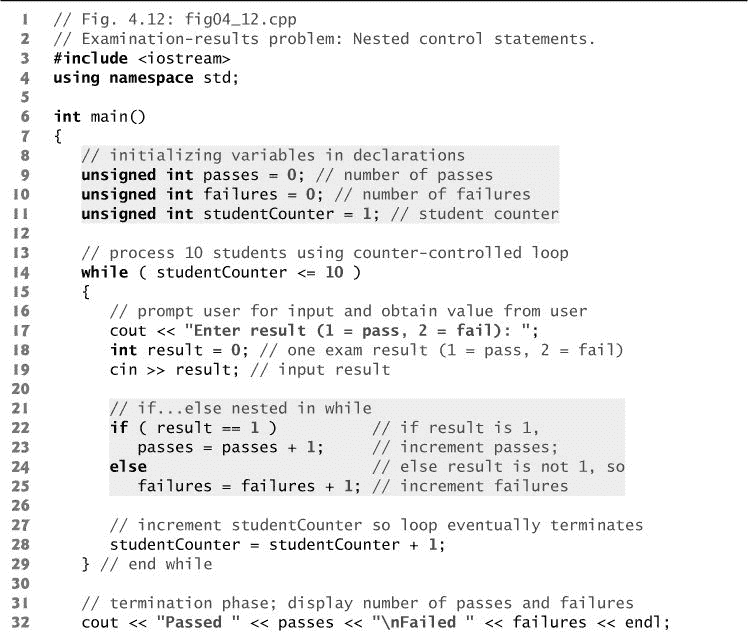 1 // Fig. 4.12: fig04_12.cpp
2 // Examination-results problem: Nested control statements.
3 #include <iostream>
4 using namespace std;
5
6 int main()
7 {
8 // initializing variables in declarations
9 unsigned int passes = 0; // number of passes
10 unsigned int failures = 0; // number of failures
11 unsigned int studentCounter = 1; // student counter
12
13 // process 10 students using counter-controlled loop
14 while ( studentCounter <= 10 )
15 {
16 // prompt user for input and obtain value from user
17 cout << "Enter result (1 = pass, 2 = fail): ";
18 int result = 0; // one exam result (1 = pass, 2 = fail)
19 cin >> result; // input result
20
21 // if...else nested in while
22 if ( result == 1 ) // if result is 1,
23 passes = passes + 1; // increment passes;
24 else // else result is not 1, so
25 failures = failures + 1; // increment failures
26
27 // increment studentCounter so loop eventually terminates
28 studentCounter = studentCounter + 1;
29 } // end while
30
31 // termination phase; display number of passes and failures
32 cout << "Passed " << passes << "\nFailed " << failures << endl;